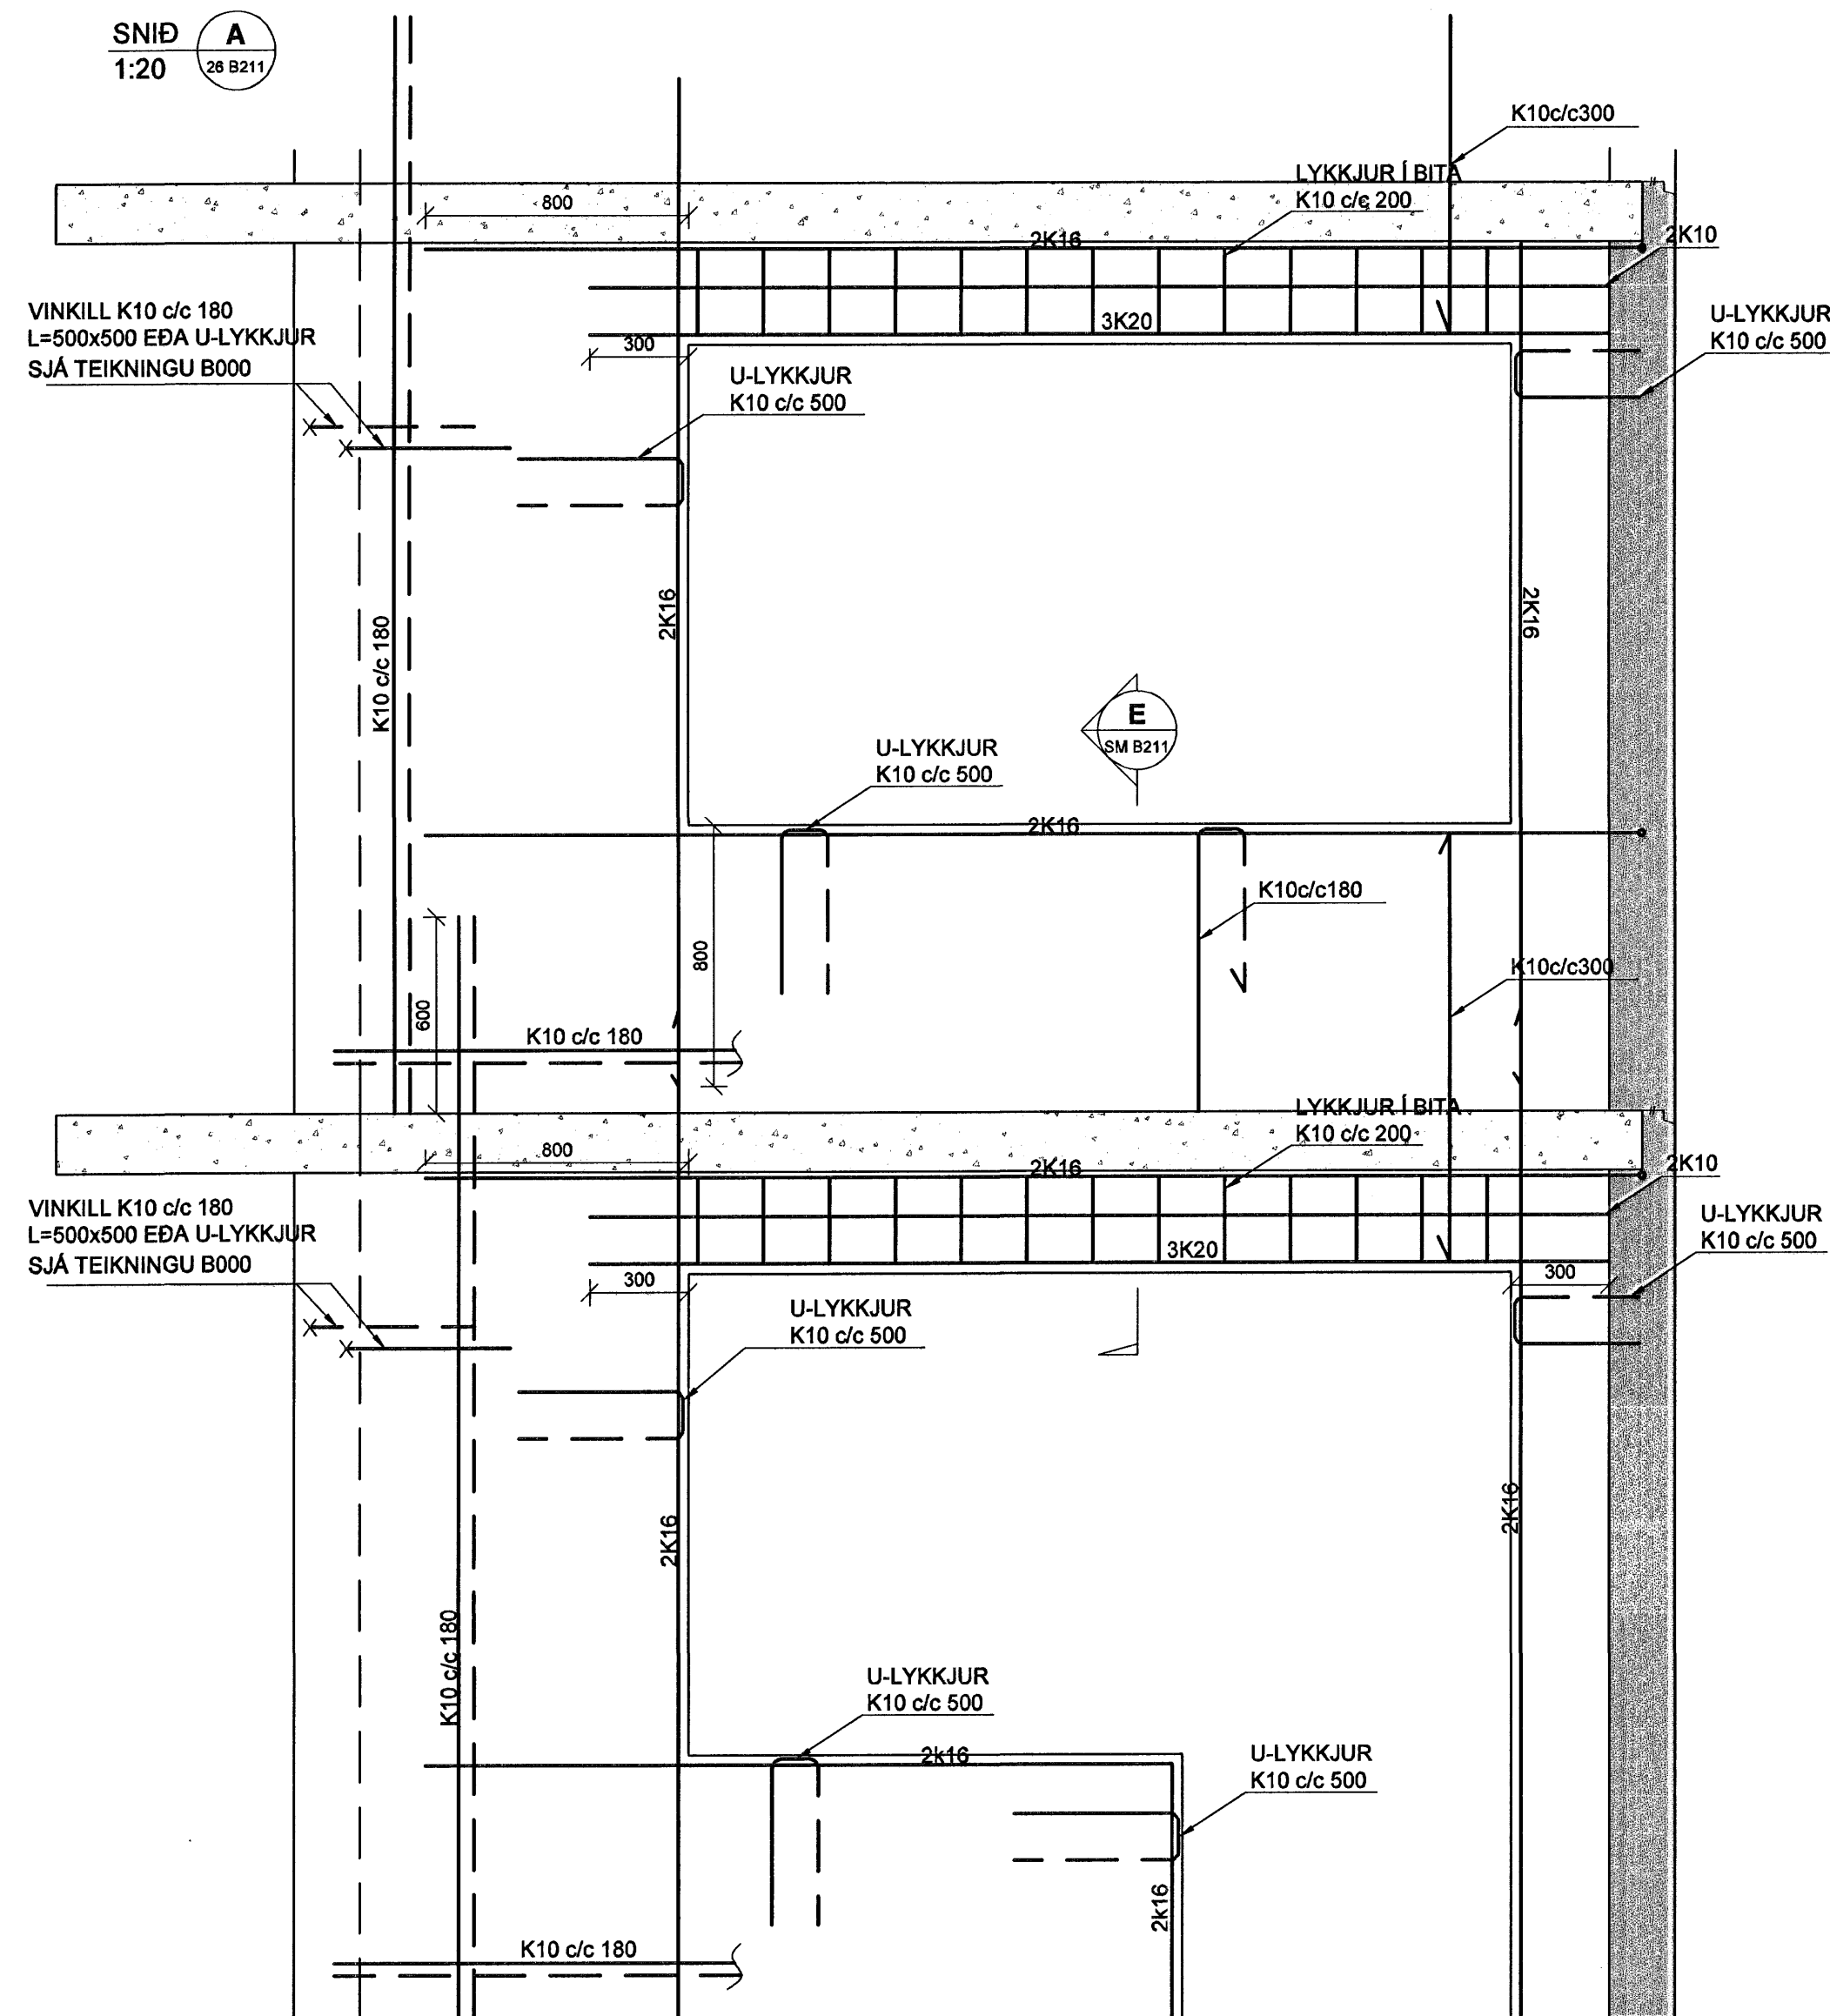 SNIÐ
A
1:20
26 B211
K10c/c300
LYKKJUR Í BITA
K10 c/c 200
800
2K16
2K10
VINKILL K10 c/c 180
L=500x500 EÐA U-LYKKJUR
SJÁ TEIKNINGU B000
3K20
300
U-LYKKJUR
K10 c/c 500
U-LYKKJUR
K10 c/c 500
2K16
2K16
K10 c/c 180
E
SM B211
U-LYKKJUR
K10 c/c 500
2K16
K10c/c180
800
K10c/c300
600
K10 c/c 180
LYKKJUR Í BITA
K10 c/c 200
800
2K16
2K10
VINKILL K10 c/c 180
L=500x500 EÐA U-LYKKJUR
SJÁ TEIKNINGU B000
3K20
U-LYKKJUR
K10 c/c 500
300
300
U-LYKKJUR
K10 c/c 500
2K16
2K16
K10 c/c 180
U-LYKKJUR
K10 c/c 500
2k16
U-LYKKJUR
K10 c/c 500
2k16
K10 c/c 180